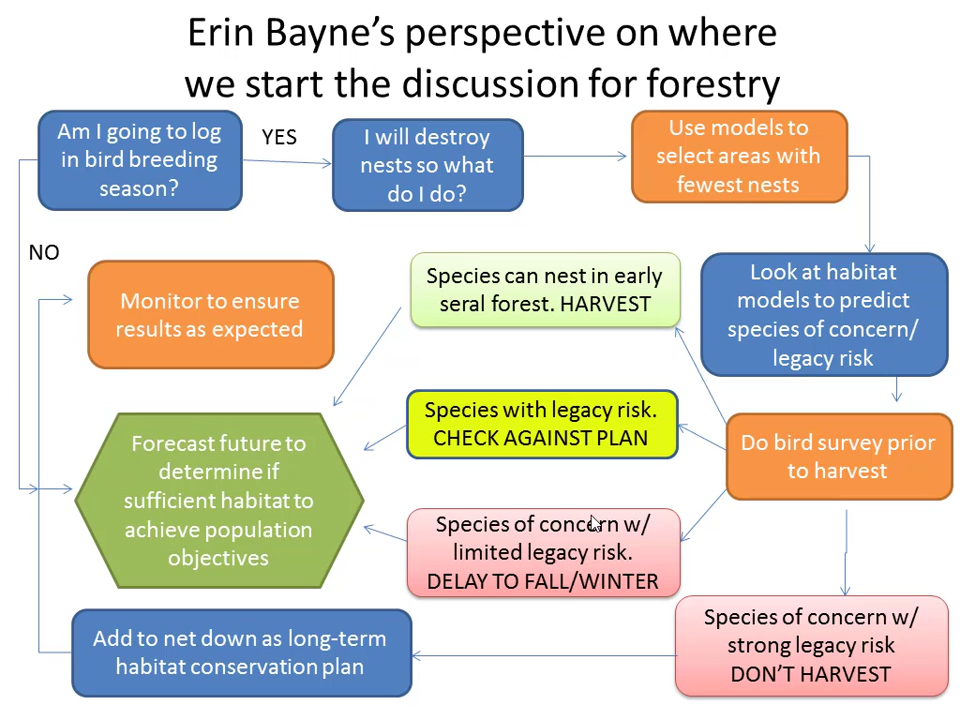 Erin Bayne's perspective on where
we start the discussion for forestry
Am I going to log
in bird breeding
season?
YES
I will destroy
nests so what
do I do?
Use models to
select areas with
fewest nests
NO
Monitor to ensure
results as expected
Species can nest in early
seral forest. HARVEST
Look at habitat
models to predict
species of concern/
legacy risk
Species with legacy risk.
CHECK AGAINST PLAN
Do bird survey prior
to harvest
Forecast future to
determine if
sufficient habitat to
achieve population
objectives
Species of concern w/
limited legacy risk.
DELAY TO FALL/WINTER
Species of concern w/
strong legacy risk
DON'T HARVEST
Add to net down as long-term
habitat conservation plan